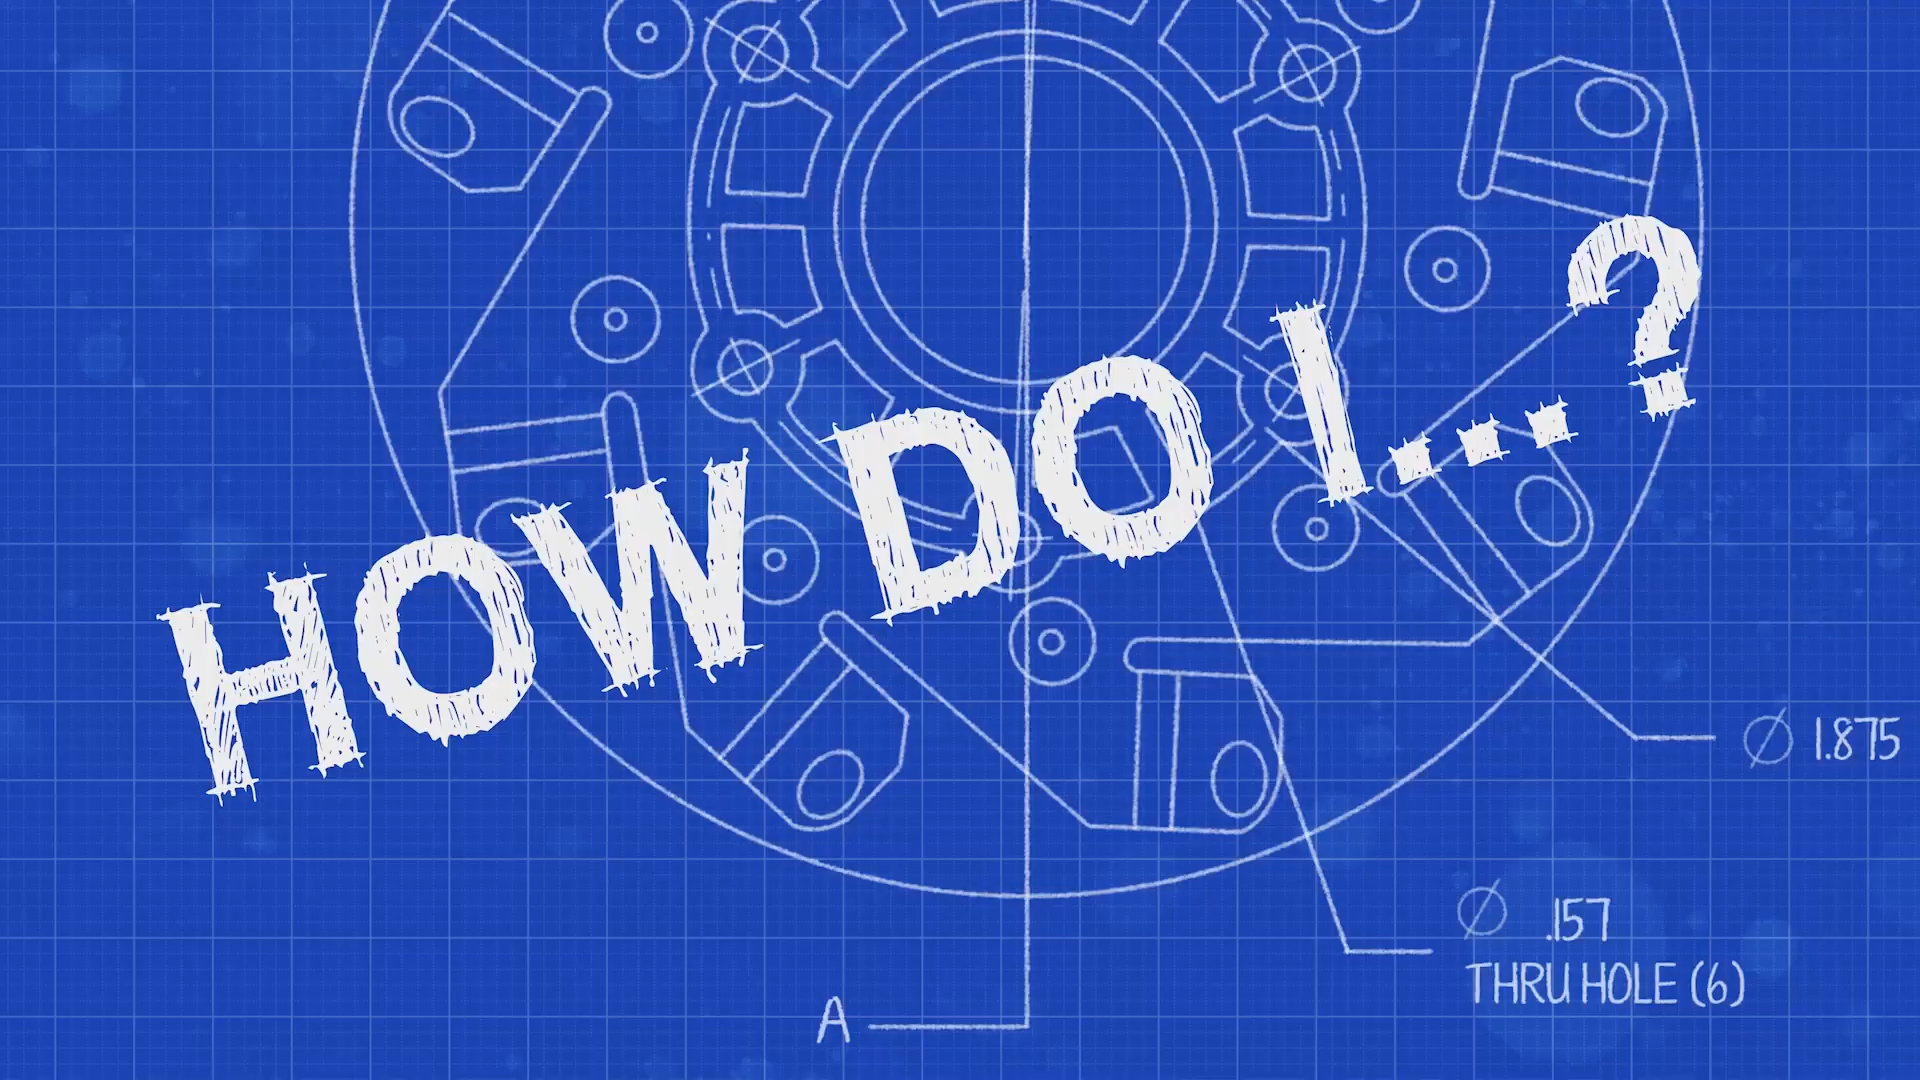 HOW DO I...?
Ø 1.875
Ø .157
THRU HOLE (6)
A